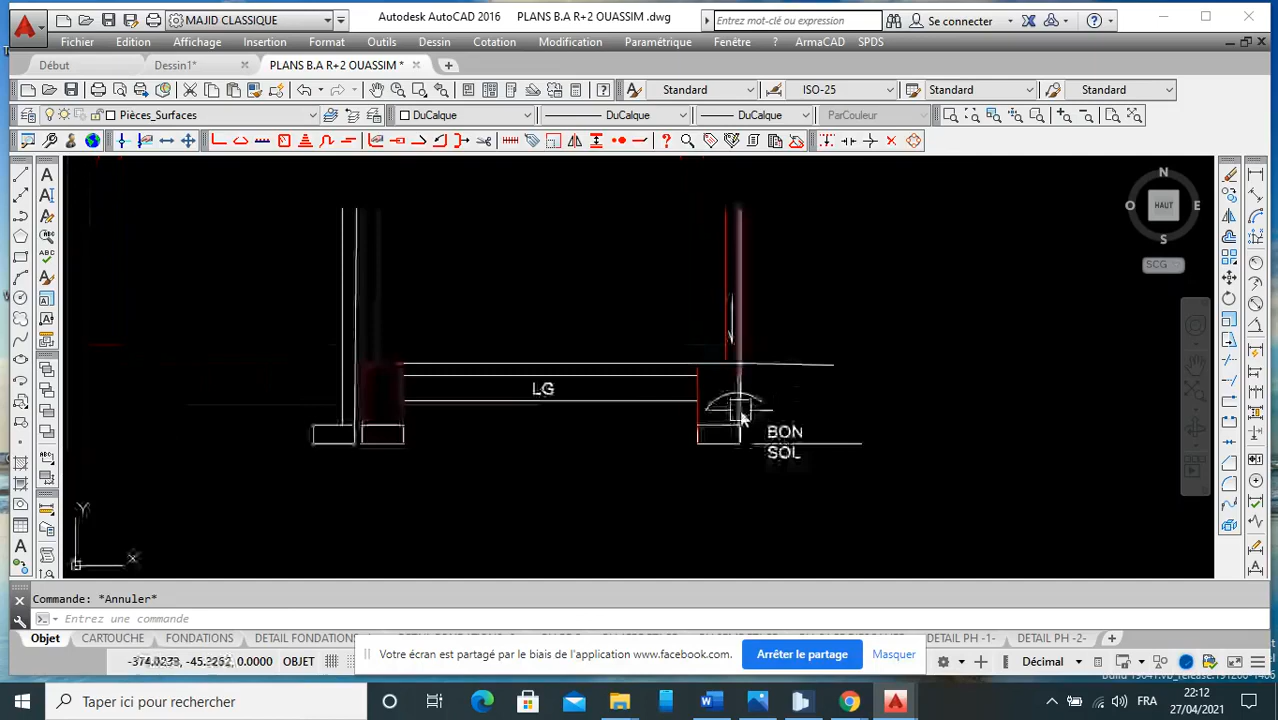 MAJID CLASSIQUE
Autodesk AutoCAD 2016 PLANS B.A R+2 OUASSIM .dwg
Entrez mot-clé ou expression
Se connecter
Fichier Edition Affichage Insertion Format Outils Dessin Cotation Modification Paramétrique Fenêtre ? ArmaCAD SPDS
Début Dessin1* PLANS B.A R+2 OUASSIM *
Standard ISO-25 Standard Standard
Pièces_Surfaces DuCalque DuCalque DuCalque ParCouleur
N
O HAUT E
S
SCG
LG
BON
SOL
Y
X
Commande: *Annuler*
Entrez une commande
Objet CARTOUCHE FONDATIONS DETAIL FONDATIONS DETAIL PH -1- DETAIL PH -2-
Votre écran est partagé par le biais de l'application www.facebook.com. Arrêter le partage Masquer
-374.0238, -45.2252, 0.0000 OBJET Décimal
Taper ici pour rechercher
FRA
22:12
27/04/2021